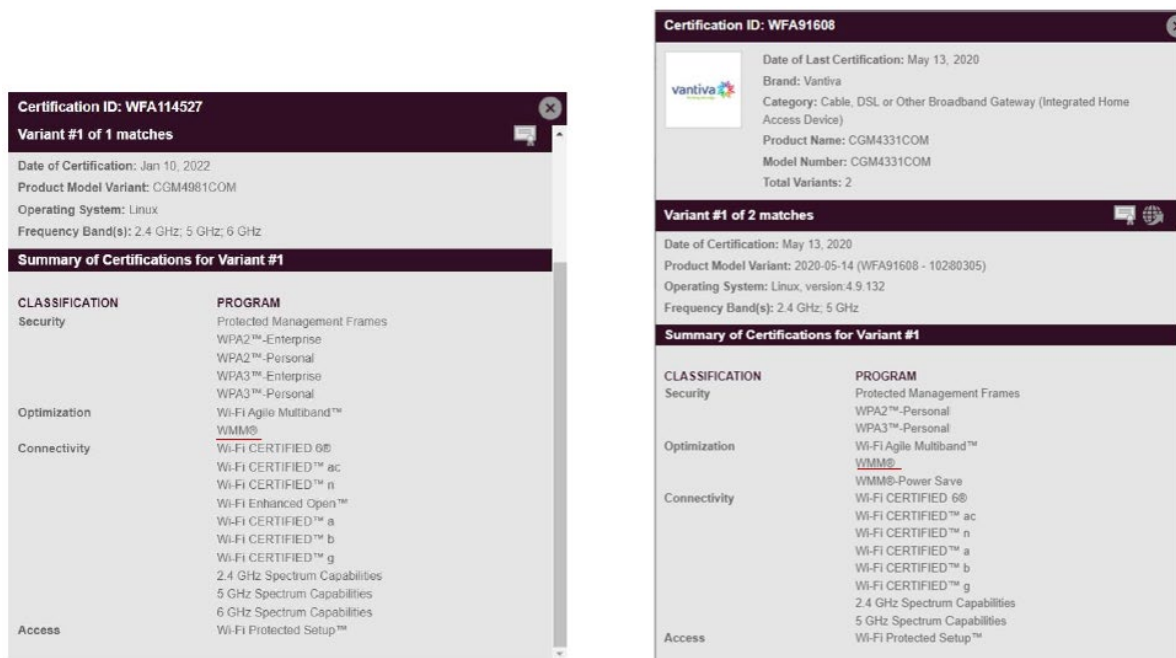 Certification ID: WFA114527
Variant #1 of 1 matches
Date of Certification: Jan 10, 2022
Product Model Variant: CGM4981COM
Operating System: Linux
Frequency Band(s): 2.4 GHz; 5 GHz; 6 GHz
Summary of Certifications for Variant #1
CLASSIFICATION PROGRAM
Security Protected Management Frames
WPA2™-Enterprise
WPA2™-Personal
WPA3™-Enterprise
WPA3™-Personal
Optimization Wi-Fi Agile Multiband™
WMM®
Connectivity Wi-Fi CERTIFIED 6®
Wi-Fi CERTIFIED™ ac
Wi-Fi CERTIFIED™ n
Wi-Fi Enhanced Open™
Wi-Fi CERTIFIED™ a
Wi-Fi CERTIFIED™ b
Wi-Fi CERTIFIED™ g
2.4 GHz Spectrum Capabilities
5 GHz Spectrum Capabilities
6 GHz Spectrum Capabilities
Access Wi-Fi Protected Setup™
Certification ID: WFA91608
vantiva
Date of Last Certification: May 13, 2020
Brand: Vantiva
Category: Cable, DSL or Other Broadband Gateway (Integrated Home
Access Device)
Product Name: CGM4331COM
Model Number: CGM4331COM
Total Variants: 2
Variant #1 of 2 matches
Date of Certification: May 13, 2020
Product Model Variant: 2020-05-14 (WFA91608 - 10280305)
Operating System: Linux, version:4.9.132
Frequency Band(s): 2.4 GHz; 5 GHz
Summary of Certifications for Variant #1
CLASSIFICATION PROGRAM
Security Protected Management Frames
WPA2™-Personal
WPA3™-Personal
Optimization Wi-Fi Agile Multiband™
WMM®
WMM®-Power Save
Connectivity Wi-Fi CERTIFIED 6®
Wi-Fi CERTIFIED™ ac
Wi-Fi CERTIFIED™ n
Wi-Fi CERTIFIED™ a
Wi-Fi CERTIFIED™ b
Wi-Fi CERTIFIED™ g
2.4 GHz Spectrum Capabilities
5 GHz Spectrum Capabilities
Access Wi-Fi Protected Setup™